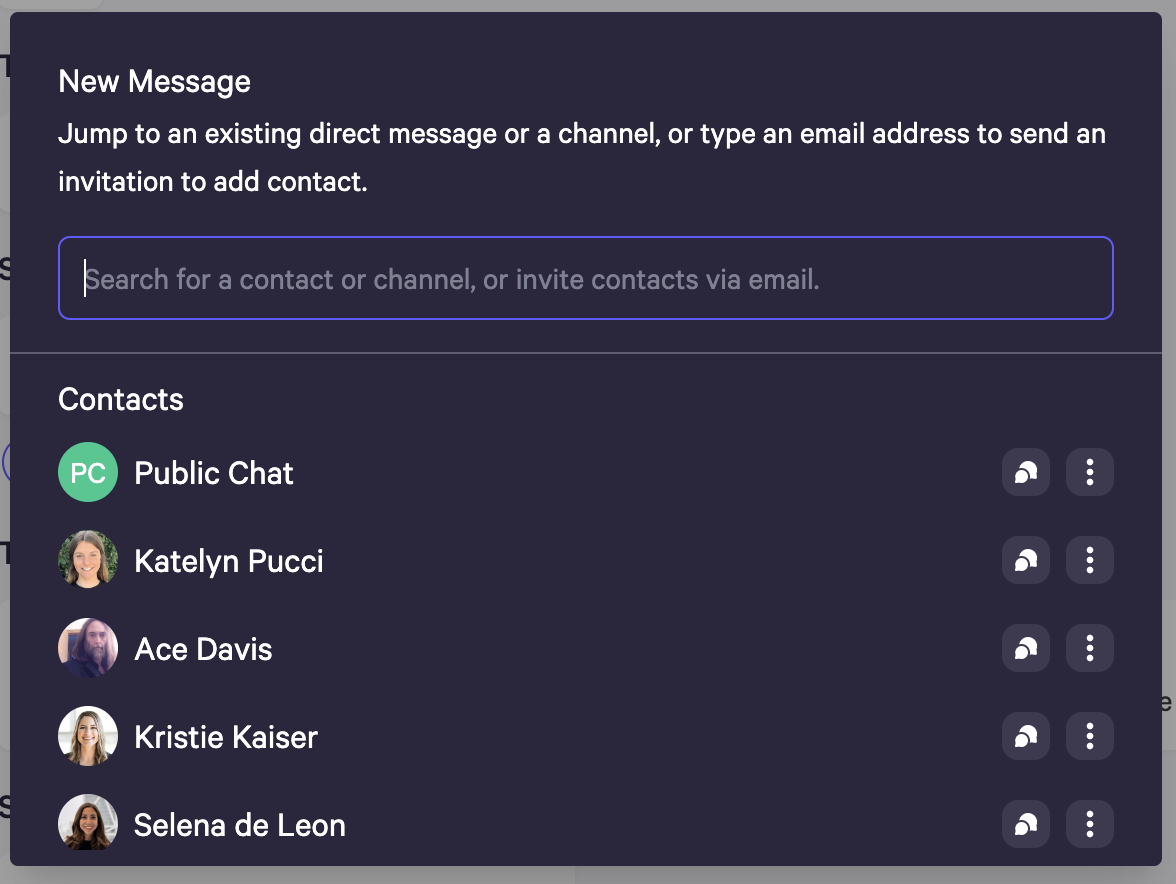 New Message
Jump to an existing direct message or a channel, or type an email address to send an
invitation to add contact.
Search for a contact or channel, or invite contacts via email.
Contacts
PC Public Chat
Katelyn Pucci
Ace Davis
Kristie Kaiser
Selena de Leon